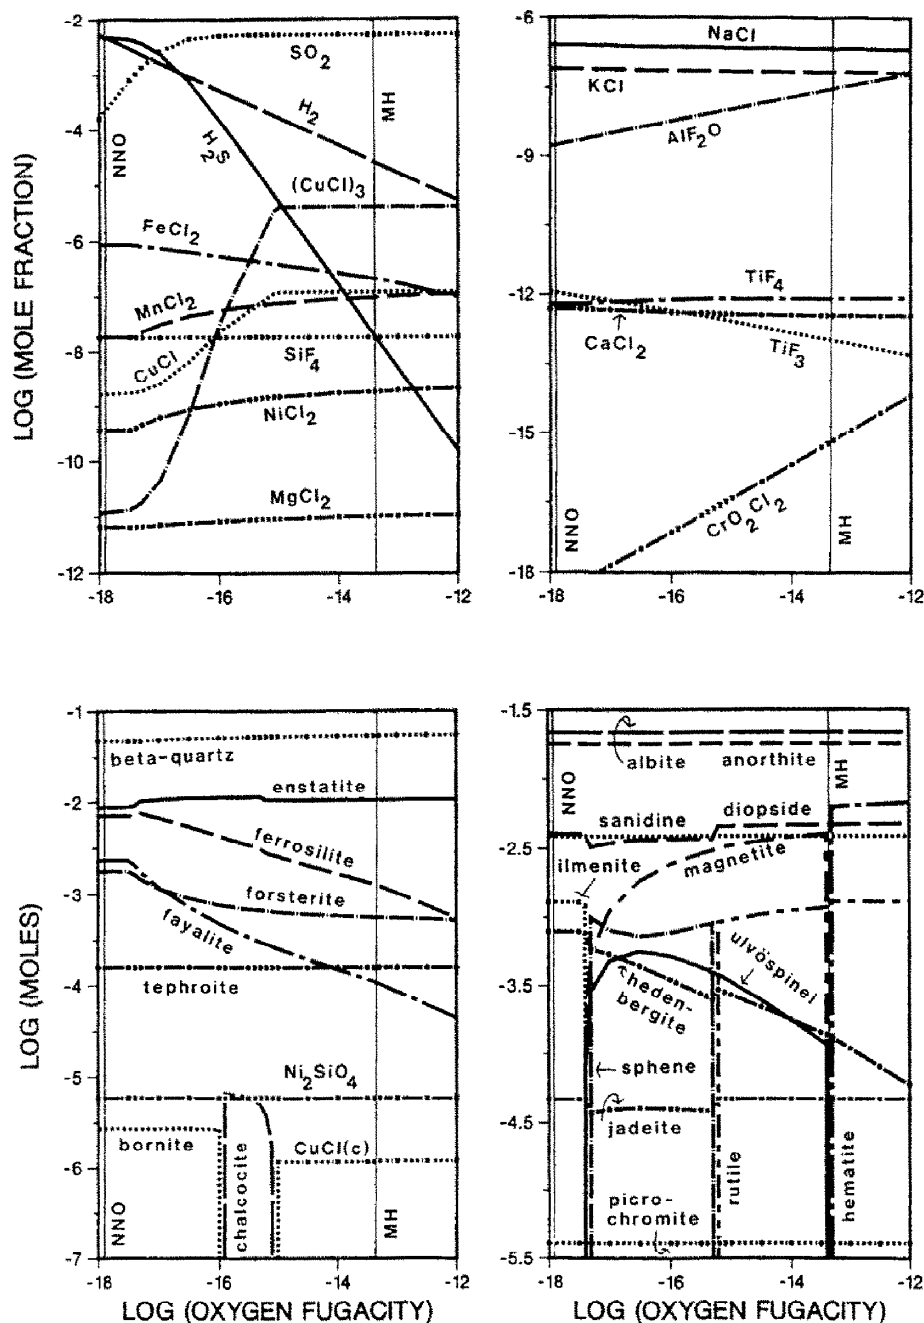 LOG (MOLE FRACTION)
-2
-4
-6
-8
-10
-12
-18
-16
-14
-12
SO2
H2
H2S
MH
NNO
(CuCl)3
FeCl2
MnCl2
CuCl
SiF4
NiCl2
MgCl2
-6
-9
-12
-15
-18
-18
-16
-14
-12
NaCl
KCl
AlF2O
TiF4
CaCl2
TiF3
CrO2Cl2
NNO
MH
LOG (MOLES)
-1
-2
-3
-4
-5
-6
-7
-18
-16
-14
-12
LOG (OXYGEN FUGACITY)
beta-quartz
enstatite
ferrosilite
forsterite
fayalite
tephroite
Ni2SiO4
bornite
chalcocite
CuCl(c)
NNO
MH
-1.5
-2.5
-3.5
-4.5
-5.5
-18
-16
-14
-12
LOG (OXYGEN FUGACITY)
NNO
MH
albite
anorthite
sanidine
diopside
ilmenite
magnetite
ulvöspinel
heden-
bergite
sphene
jadeite
rutile
hematite
picro-
chromite